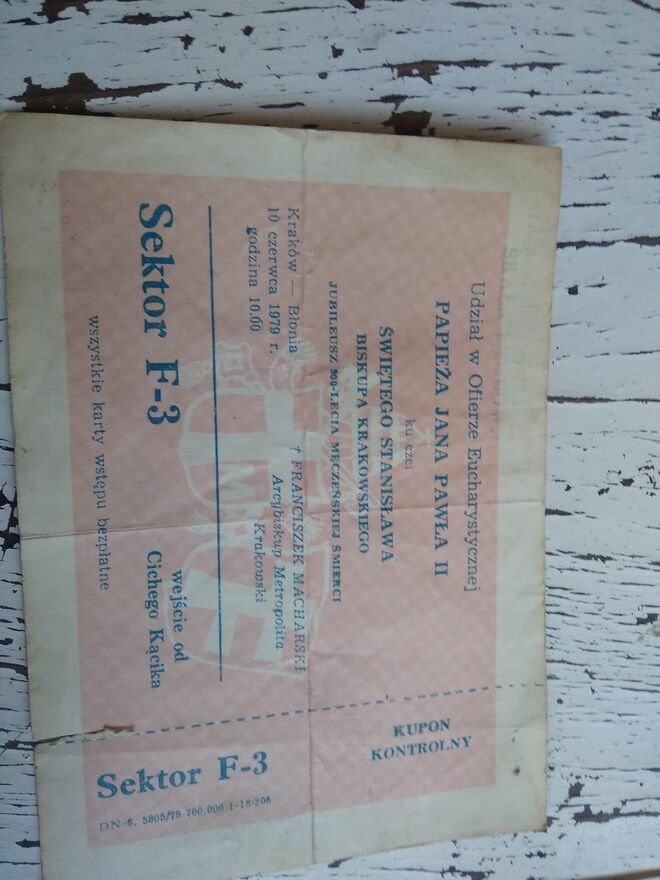 Udział w Ofierze Eucharystycznej
PAPIEŻA JANA PAWŁA II
ku czci
ŚWIĘTEGO STANISŁAWA
BISKUPA KRAKOWSKIEGO
JUBILEUSZ 900-LECIA MĘCZEŃSKIEJ ŚMIERCI
Kraków — Błonia
10 czerwca 1979 r.
godzina 10.00
† FRANCISZEK MACHARSKI
Arcybiskup Metropolita
Krakowski
Sektor F-3
wejście od
Cichego Kącika
wszystkie karty wstępu bezpłatne
KUPON
KONTROLNY
Sektor F-3
DN-6. 5805/79 700.000 1-18/206